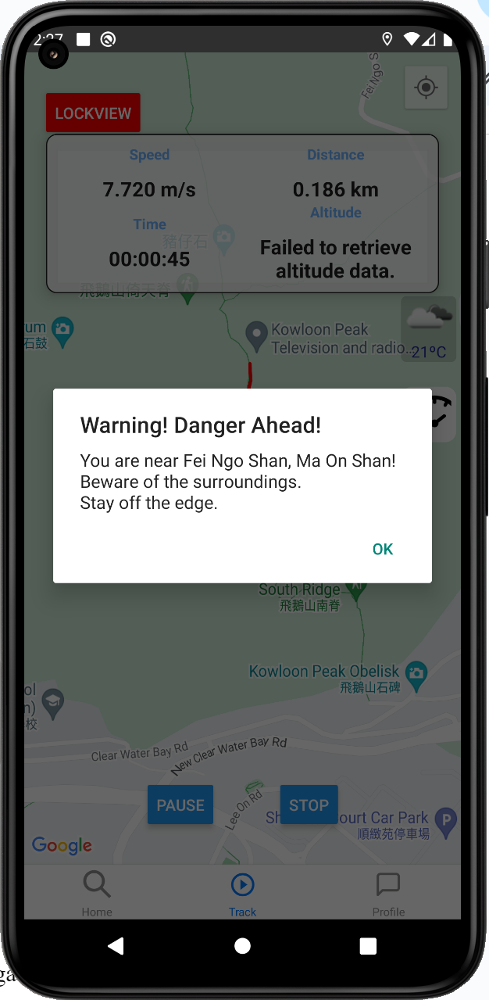 2:27
Fei Ngo S
LOCKVIEW
Speed
Distance
7.720 m/s
0.186 km
Altitude
Time
豬仔石
Failed to retrieve
00:00:45
altitude data.
飛鵝山倚天脊
um
石鼓
Kowloon Peak
Television and radio...
21ºC
Warning! Danger Ahead!
You are near Fei Ngo Shan, Ma On Shan!
Beware of the surroundings.
Stay off the edge.
OK
South Ridge
飛鵝山南脊
Kowloon Peak Obelisk
飛鵝山石碑
ol
n)
校
Clear Water Bay Rd
New Clear Water Bay Rd
PAUSE
STOP
Lee On Rd
Sh
ourt Car Park
順緻苑停車場
P
Google
Home
Track
Profile
ga